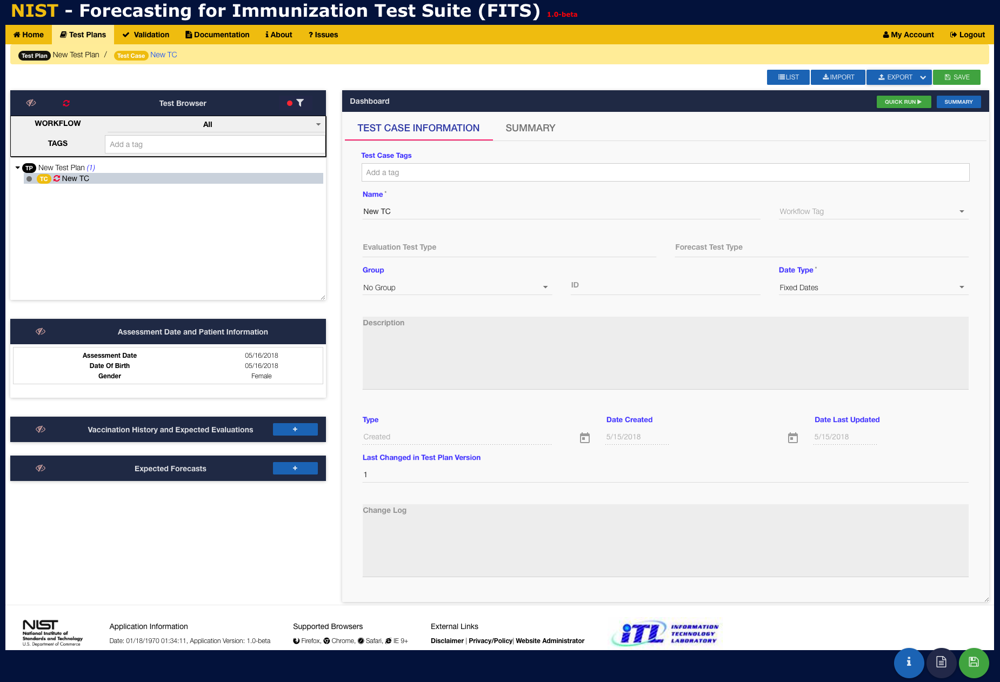 NIST - Forecasting for Immunization Test Suite (FITS) 1.0-beta
Home Test Plans Validation Documentation About Issues My Account Logout
Test Plan New Test Plan / Test Case New TC
LIST IMPORT EXPORT SAVE
Test Browser
WORKFLOW All
TAGS Add a tag
TP New Test Plan (1)
TC New TC
Assessment Date and Patient Information
Assessment Date 05/16/2018
Date Of Birth 05/16/2018
Gender Female
Vaccination History and Expected Evaluations +
Expected Forecasts +
Dashboard QUICK RUN SUMMARY
TEST CASE INFORMATION SUMMARY
Test Case Tags
Add a tag
Name *
New TC Workflow Tag
Evaluation Test Type Forecast Test Type
Group Date Type *
No Group ID Fixed Dates
Description
Type Date Created Date Last Updated
Created 5/15/2018 5/15/2018
Last Changed in Test Plan Version
1
Change Log
NIST
National Institute of
Standards and Technology
U.S. Department of Commerce
Application Information
Date: 01/18/1970 01:34:11, Application Version: 1.0-beta
Supported Browsers
Firefox, Chrome, Safari, IE 9+
External Links
Disclaimer | Privacy/Policy| Website Administrator
ITL INFORMATION
TECHNOLOGY
LABORATORY